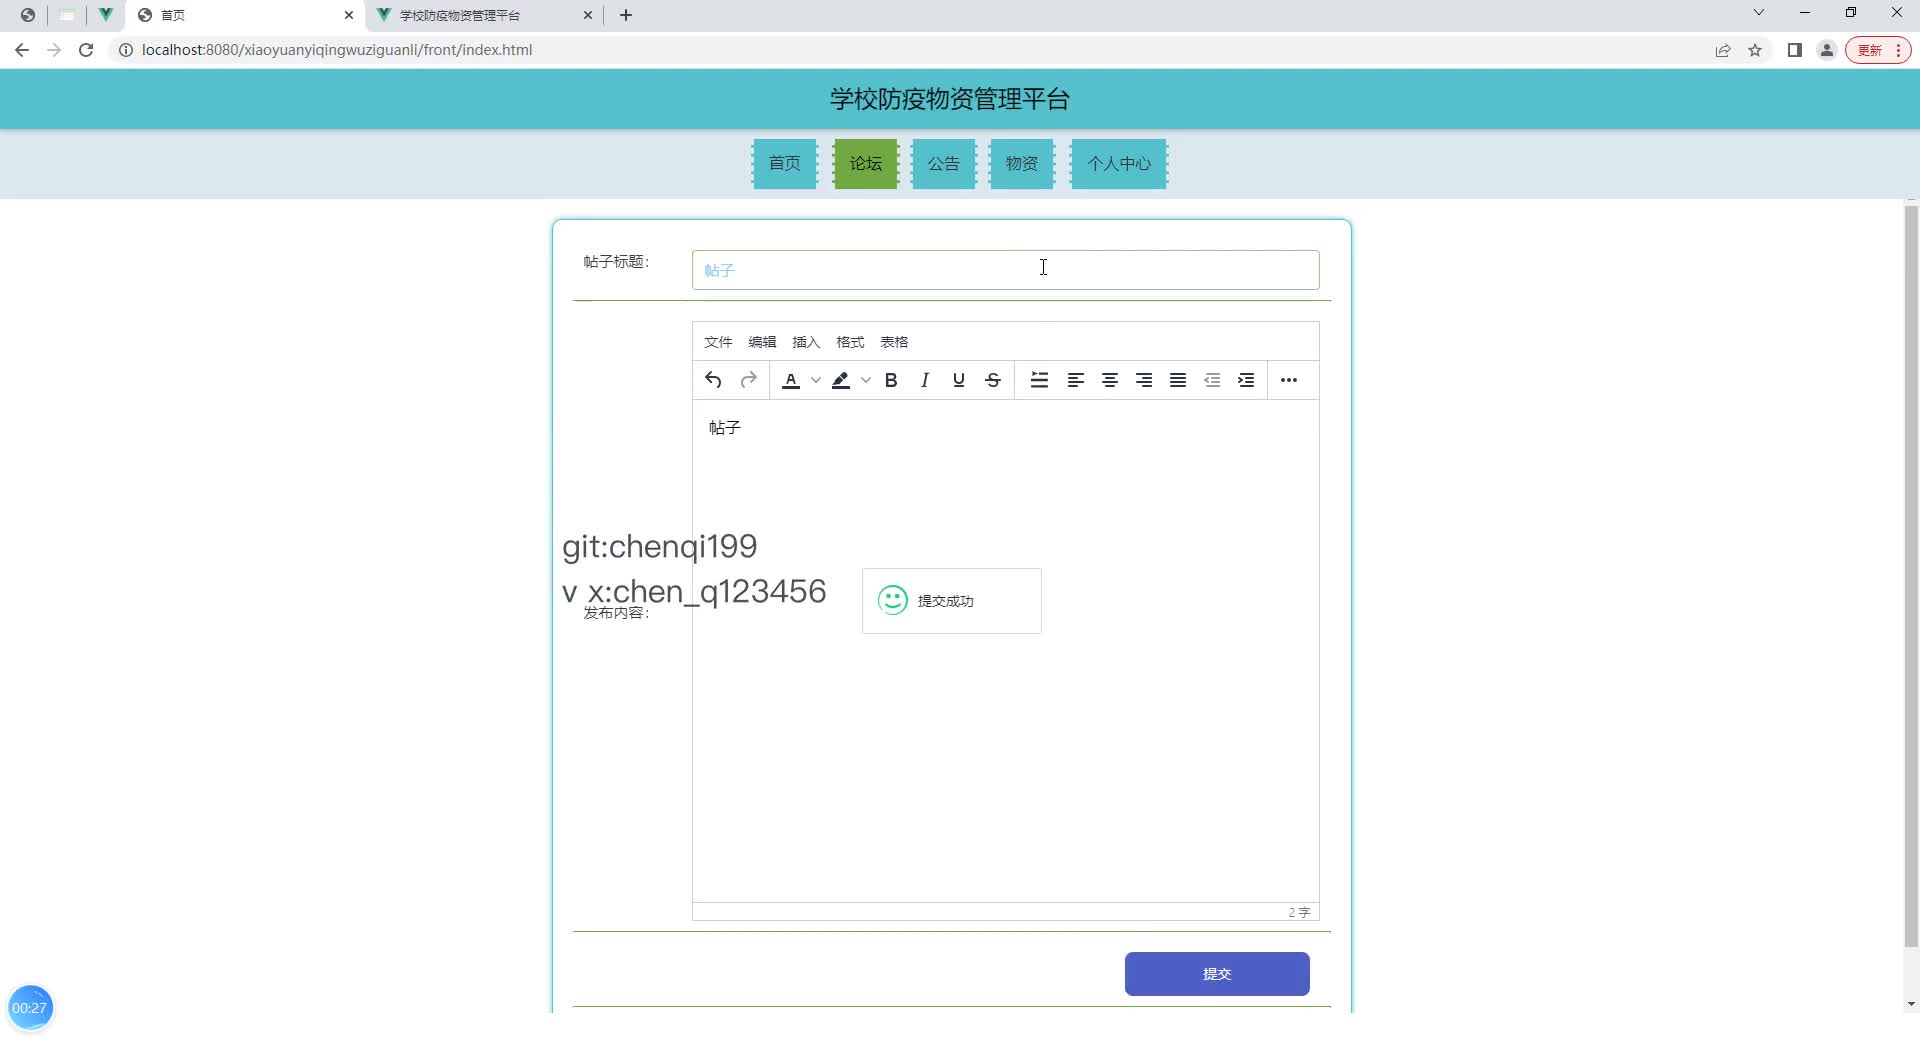 首页
学校防疫物资管理平台
localhost:8080/xiaoyuanyiqingwuziguanli/front/index.html
更新
学校防疫物资管理平台
首页
论坛
公告
物资
个人中心
帖子标题：
帖子
文件 编辑 插入 格式 表格
帖子
git:chenqi199
v x:chen_q123456
发布内容：
提交成功
2 字
提交
00:27